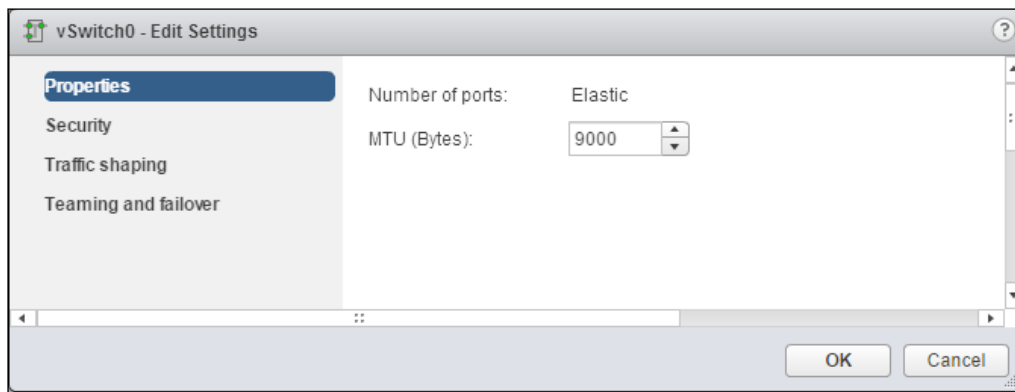 vSwitch0 - Edit Settings
?
Properties
Security
Traffic shaping
Teaming and failover
Number of ports: Elastic
MTU (Bytes): 9000
OK Cancel